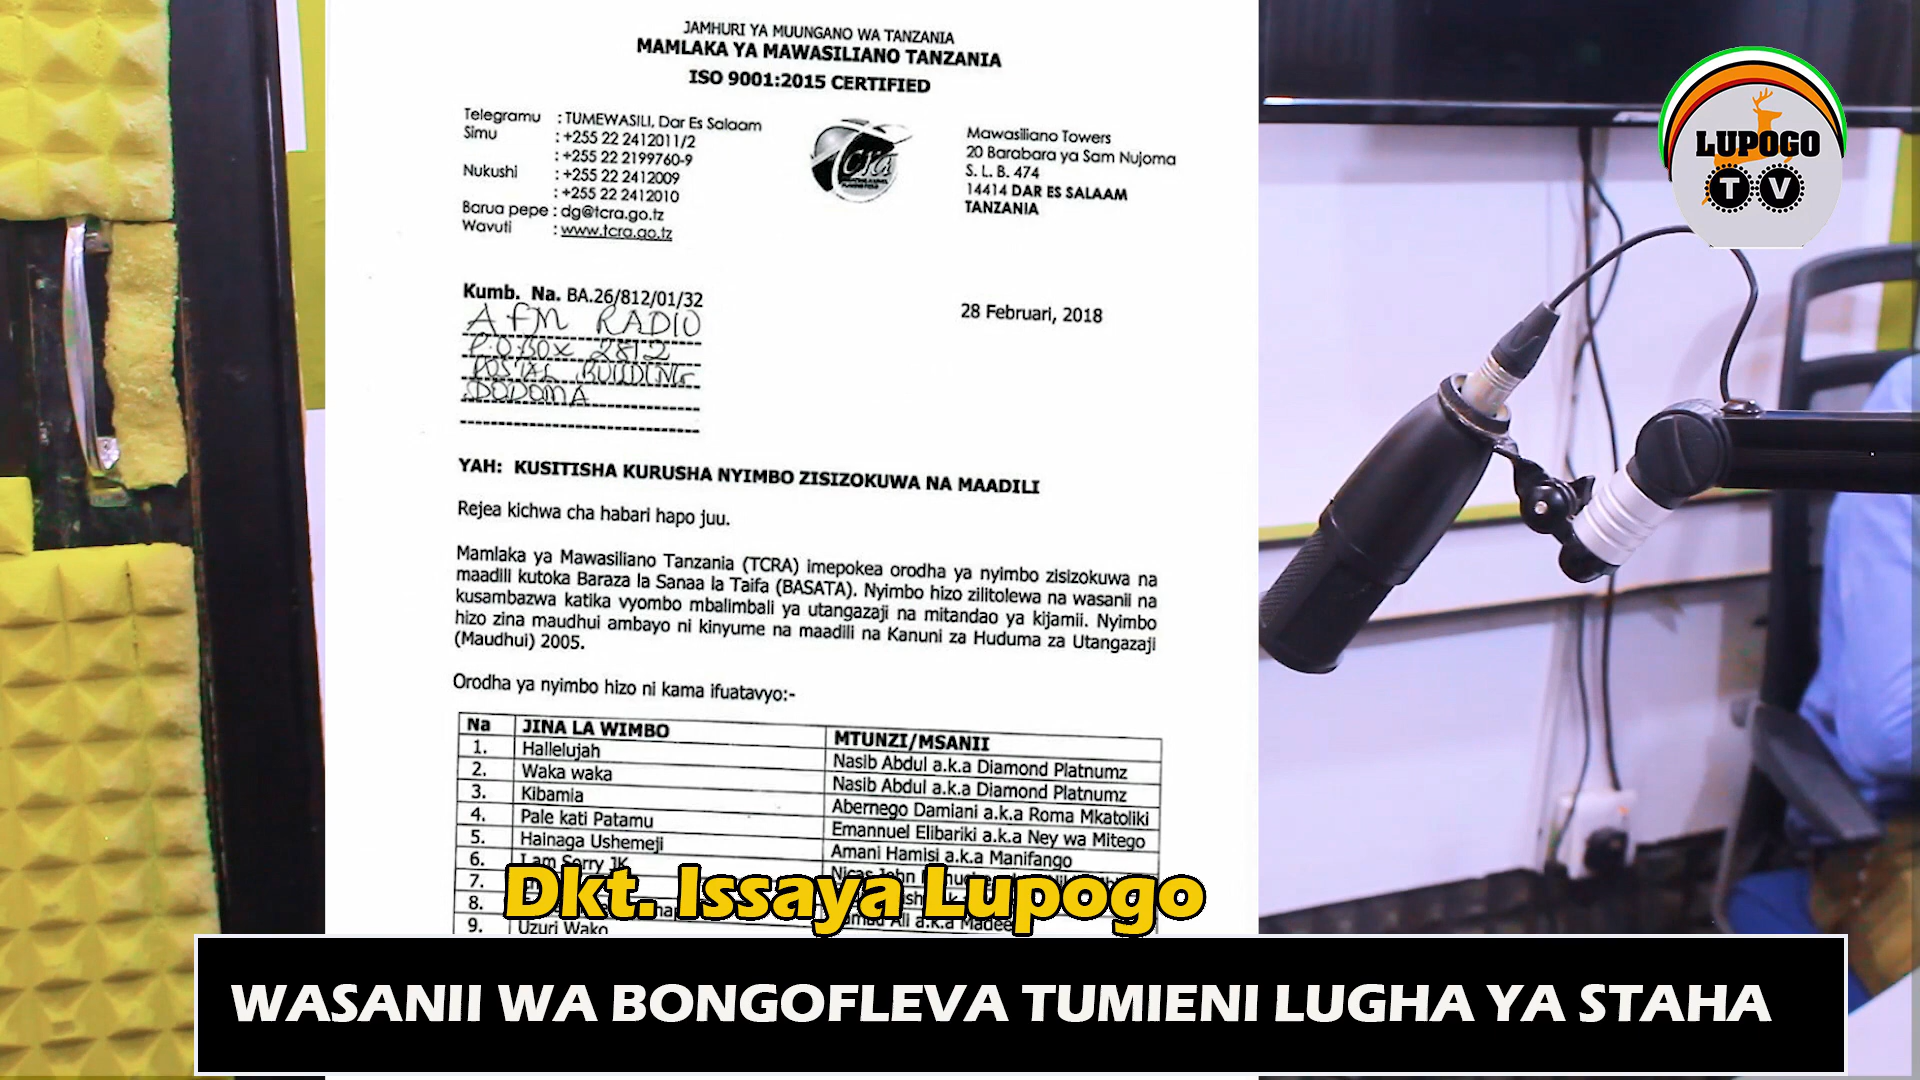 JAMHURI YA MUUNGANO WA TANZANIA
MAMLAKA YA MAWASILIANO TANZANIA
ISO 9001:2015 CERTIFIED
Telegramu : TUMEWASILI, Dar Es Salaam
Simu : +255 22 2412011/2
: +255 22 2199760-9
Nukushi : +255 22 2412009
: +255 22 2412010
Barua pepe : dg@tcra.go.tz
Wavuti : www.tcra.go.tz
TCRA
Mawasiliano Towers
20 Barabara ya Sam Nujoma
S. L. B. 474
14414 DAR ES SALAAM
TANZANIA
LUPOGO
TV
Kumb. Na. BA.26/812/01/32
28 Februari, 2018
AFM RADIO
P.O.BOX 2812
POSTAL BUILDING
DODOMA
YAH: KUSITISHA KURUSHA NYIMBO ZISIZOKUWA NA MAADILI
Rejea kichwa cha habari hapo juu.
Mamlaka ya Mawasiliano Tanzania (TCRA) imepokea orodha ya nyimbo zisizokuwa na
maadili kutoka Baraza la Sanaa la Taifa (BASATA). Nyimbo hizo zilitolewa na wasanii na
kusambazwa katika vyombo mbalimbali ya utangazaji na mitandao ya kijamii. Nyimbo
hizo zina maudhui ambayo ni kinyume na maadili na Kanuni za Huduma za Utangazaji
(Maudhui) 2005.
Orodha ya nyimbo hizo ni kama ifuatavyo:-
Na JINA LA WIMBO MTUNZI/MSANII
1. Hallelujah Nasib Abdul a.k.a Diamond Platnumz
2. Waka waka Nasib Abdul a.k.a Diamond Platnumz
3. Kibamia Abernego Damiani a.k.a Roma Mkatoliki
4. Pale kati Patamu Emannuel Elibariki a.k.a Ney wa Mitego
5. Hainaga Ushemeji Amani Hamisi a.k.a Manifango
6. I am Sorry JK John
7.
8. Ali a.k.a Madee
9. Uzuri Wako
Dkt. Issaya Lupogo
WASANII WA BONGOFLEVA TUMIENI LUGHA YA STAHA